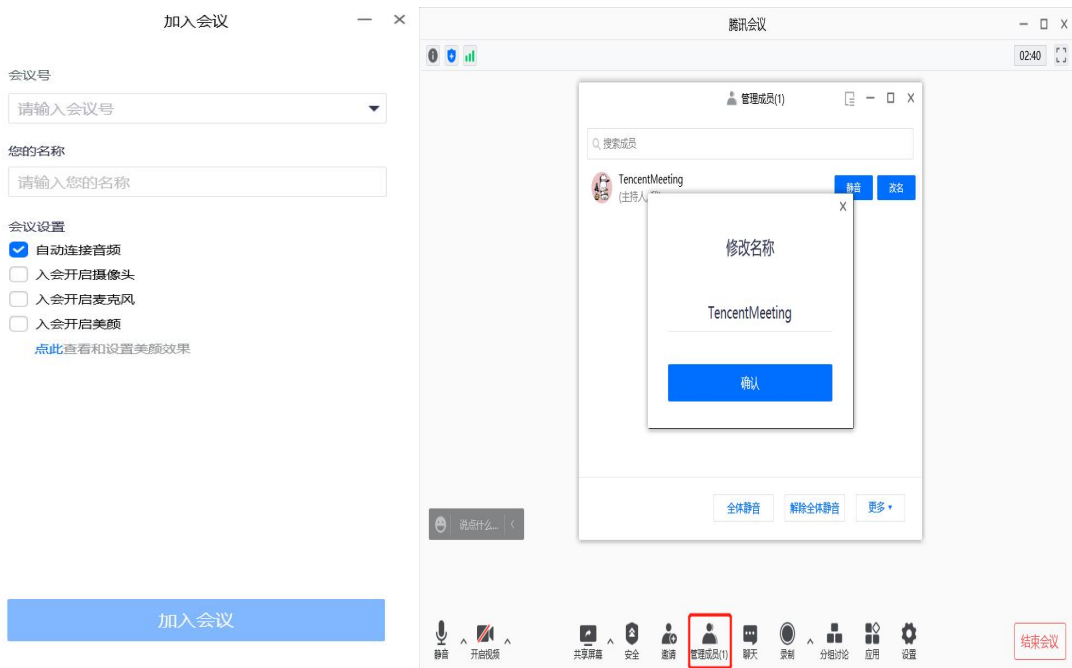 加入会议
会议号
请输入会议号
您的名称
请输入您的名称
会议设置
自动连接音频
入会开启摄像头
入会开启麦克风
入会开启美颜
点此查看和设置美颜效果
加入会议
腾讯会议
02:40
管理成员(1)
搜索成员
TencentMeeting
(主持人,
静音
改名
修改名称
TencentMeeting
确认
全体静音
解除全体静音
更多
说点什么...
静音
开启视频
共享屏幕
安全
邀请
管理成员(1)
聊天
录制
分组讨论
应用
设置
结束会议